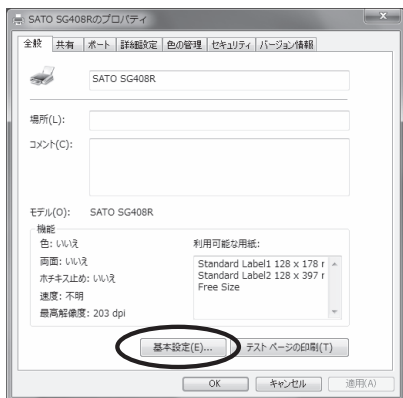 SATO SG408Rのプロパティ
全般 共有 ポート 詳細設定 色の管理 セキュリティ バージョン情報
SATO SG408R
場所(L):
コメント(C):
モデル(O): SATO SG408R
機能
色: いいえ
両面: いいえ
ホチキス止め: いいえ
速度: 不明
最高解像度: 203 dpi
利用可能な用紙:
Standard Label1 128 x 178 r
Standard Label2 128 x 397 r
Free Size
基本設定(E)... テスト ページの印刷(T)
OK キャンセル 適用(A)